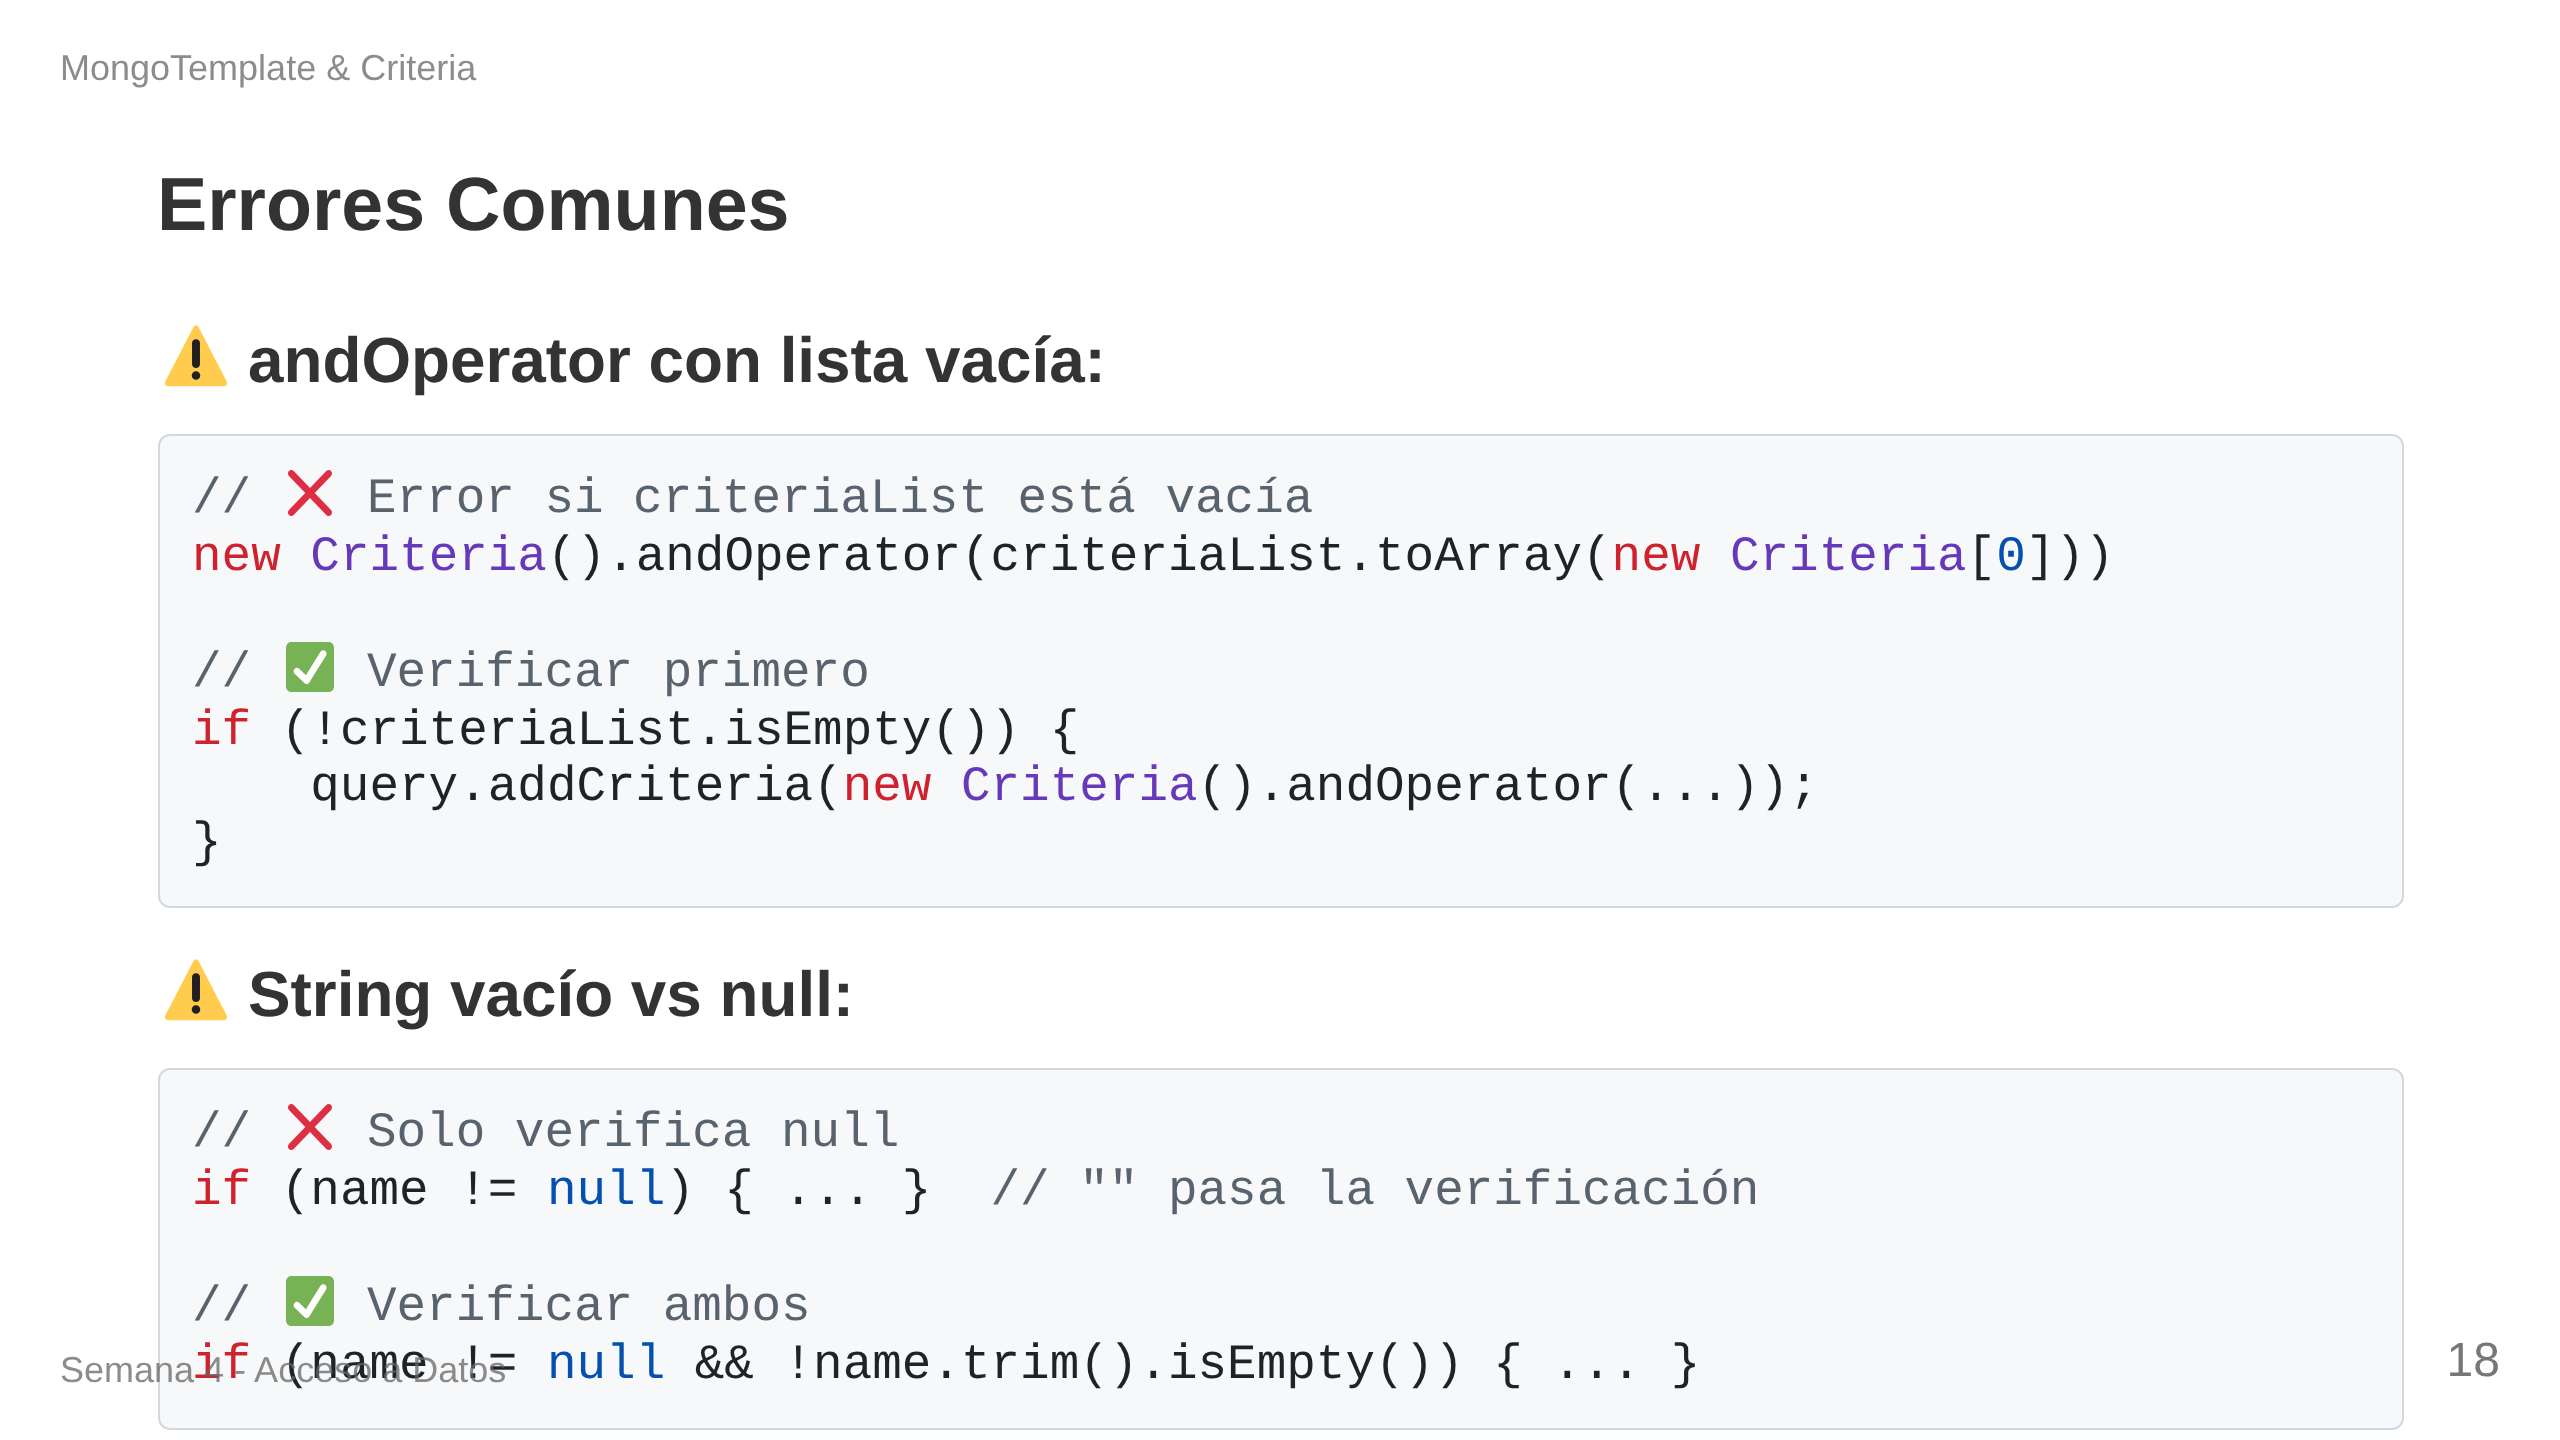 MongoTemplate & Criteria
Errores Comunes
⚠️ andOperator con lista vacía:
// ❌ Error si criteriaList está vacía
new Criteria().andOperator(criteriaList.toArray(new Criteria[0]))
// ✅ Verificar primero
if (!criteriaList.isEmpty()) {
    query.addCriteria(new Criteria().andOperator(...));
}
⚠️ String vacío vs null:
// ❌ Solo verifica null
if (name != null) { ... }  // "" pasa la verificación
// ✅ Verificar ambos
if (name != null && !name.trim().isEmpty()) { ... }
Semana 4 - Acceso a Datos
18